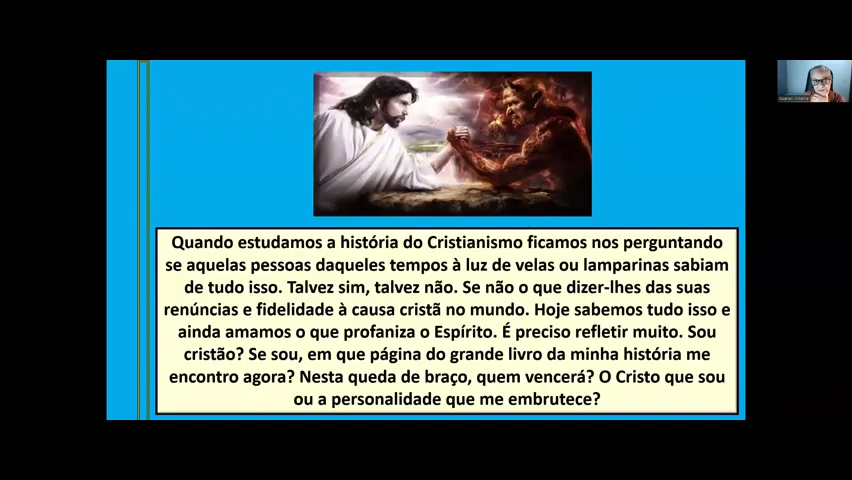 Quando estudamos a história do Cristianismo ficamos nos perguntando
se aquelas pessoas daqueles tempos à luz de velas ou lamparinas sabiam
de tudo isso. Talvez sim, talvez não. Se não o que dizer-lhes das suas
renúncias e fidelidade à causa cristã no mundo. Hoje sabemos tudo isso e
ainda amamos o que profaniza o Espírito. É preciso refletir muito. Sou
cristão? Se sou, em que página do grande livro da minha história me
encontro agora? Nesta queda de braço, quem vencerá? O Cristo que sou
ou a personalidade que me embrutece?